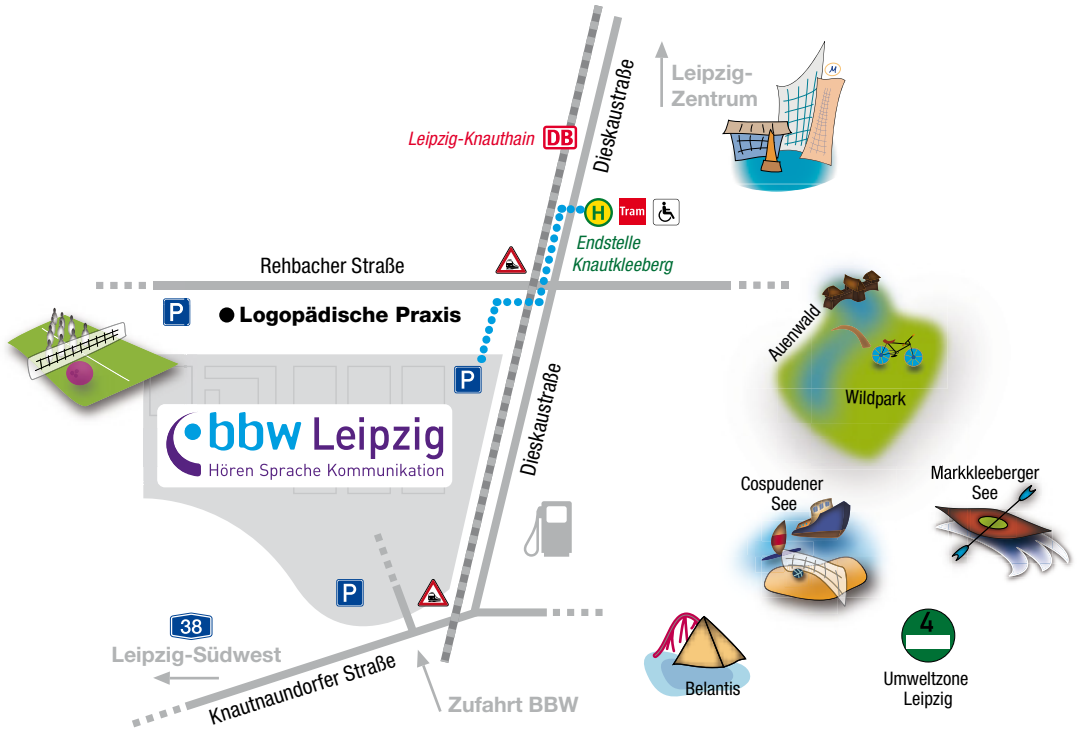 Leipzig-
Zentrum
M
Dieskaustraße
Leipzig-Knauthain
DB
H
Tram
Endstelle
Knautkleeberg
Rehbacher Straße
P
Logopädische Praxis
Auenwald
Wildpark
P
Dieskaustraße
bbw Leipzig
Hören Sprache Kommunikation
Cospudener
See
Markkleeberger
See
P
38
Leipzig-Südwest
Knutnaundorfer Straße
Zufahrt BBW
Belantis
4
Umweltzone
Leipzig